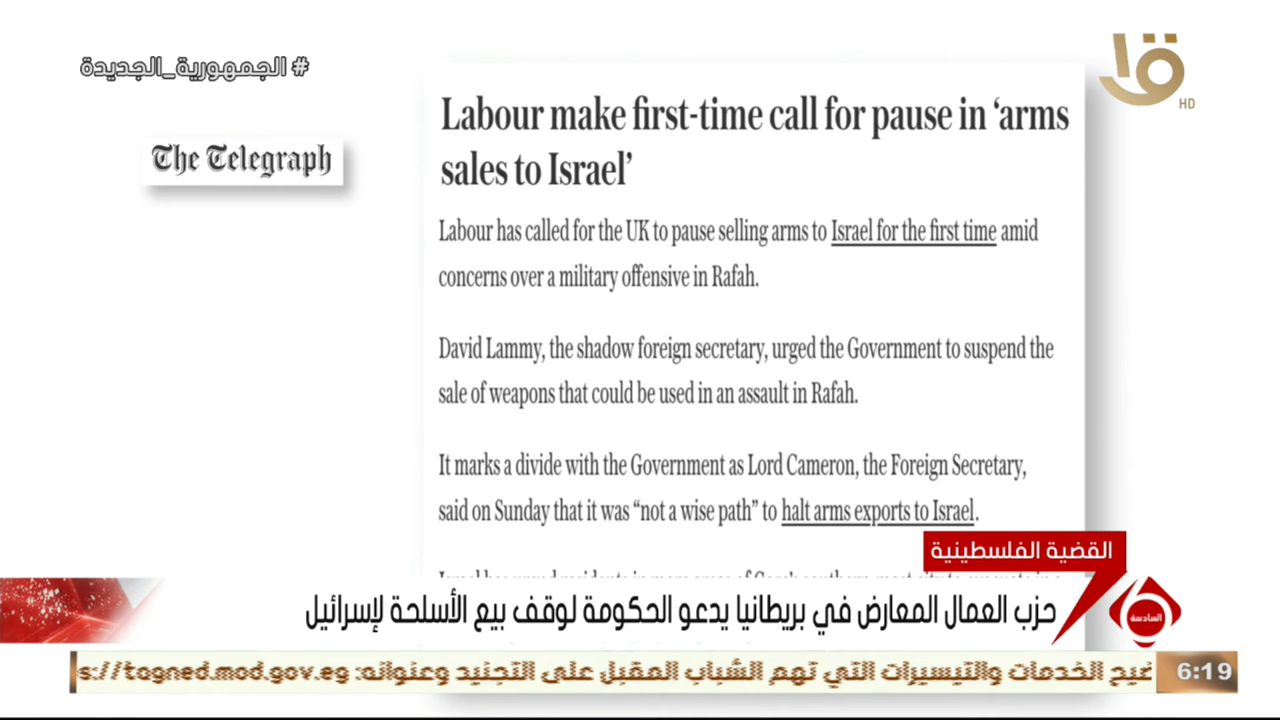 # الجمهورية_الجديدة
HD
The Telegraph
Labour make first-time call for pause in ‘arms
sales to Israel’
Labour has called for the UK to pause selling arms to Israel for the first time amid
concerns over a military offensive in Rafah.
David Lammy, the shadow foreign secretary, urged the Government to suspend the
sale of weapons that could be used in an assault in Rafah.
It marks a divide with the Government as Lord Cameron, the Foreign Secretary,
said on Sunday that it was “not a wise path” to halt arms exports to Israel.
القضية الفلسطينية
حزب العمال المعارض في بريطانيا يدعو الحكومة لوقف بيع الأسلحة لإسرائيل
السادسة
الخدمات والتيسيرات التي تهم الشباب المقبل على التجنيد وعنوانه: s://tagned.mod.gov.eg
6:19